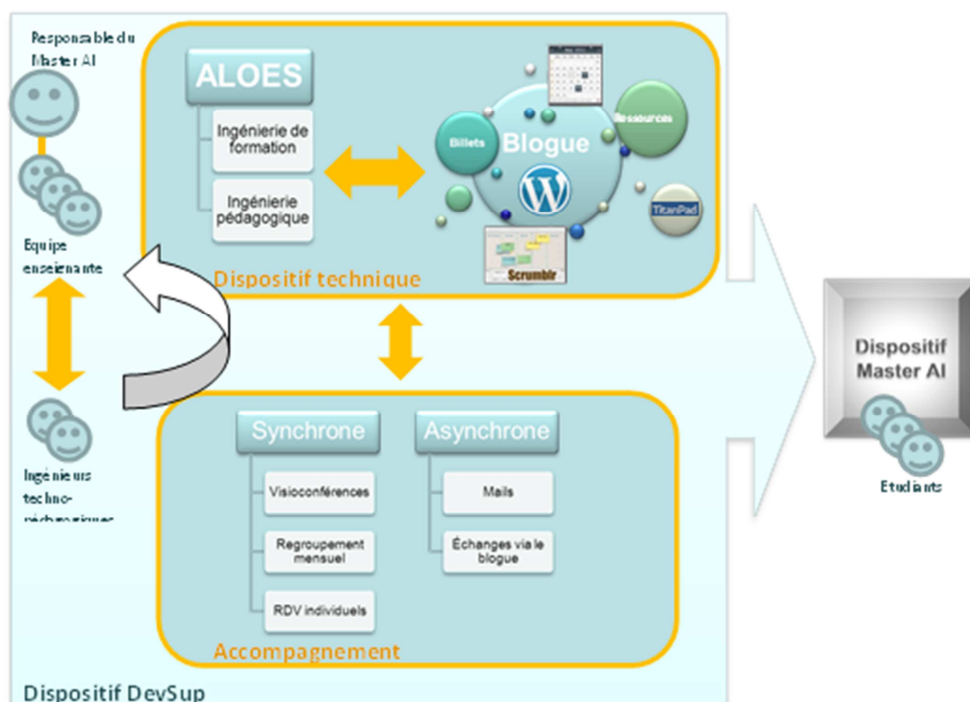 Responsable du
Master AI
Equipe
enseignante
Ingénieurs
techno-
pédagogiques
ALOES
Ingénierie de
formation
Ingénierie
pédagogique
Billets
Blogue
Ressources
TitanPad
Scrumblr
Dispositif technique
Synchrone
Visioconférences
Regroupement
mensuel
RDV individuels
Asynchrone
Mails
Échanges via le
blogue
Accompagnement
Dispositif DevSup
Dispositif
Master AI
Etudiants